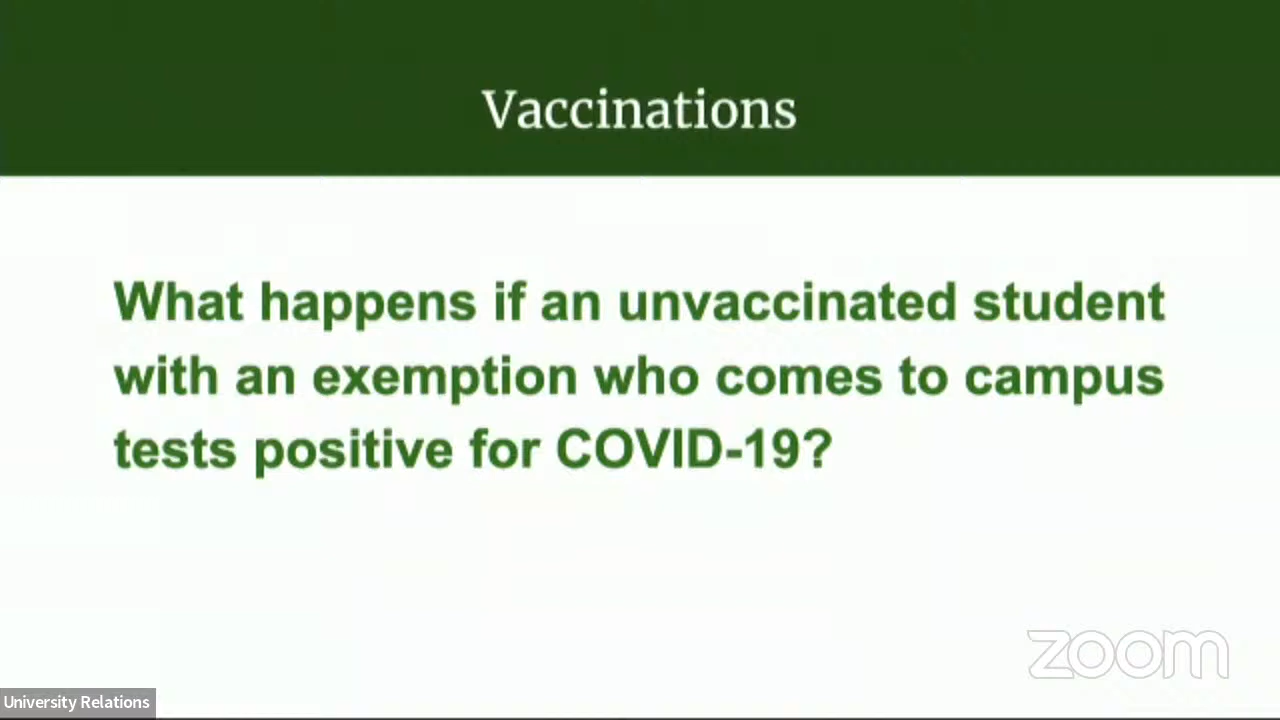 Vaccinations
What happens if an unvaccinated student
with an exemption who comes to campus
tests positive for COVID-19?
zoom
University Relations